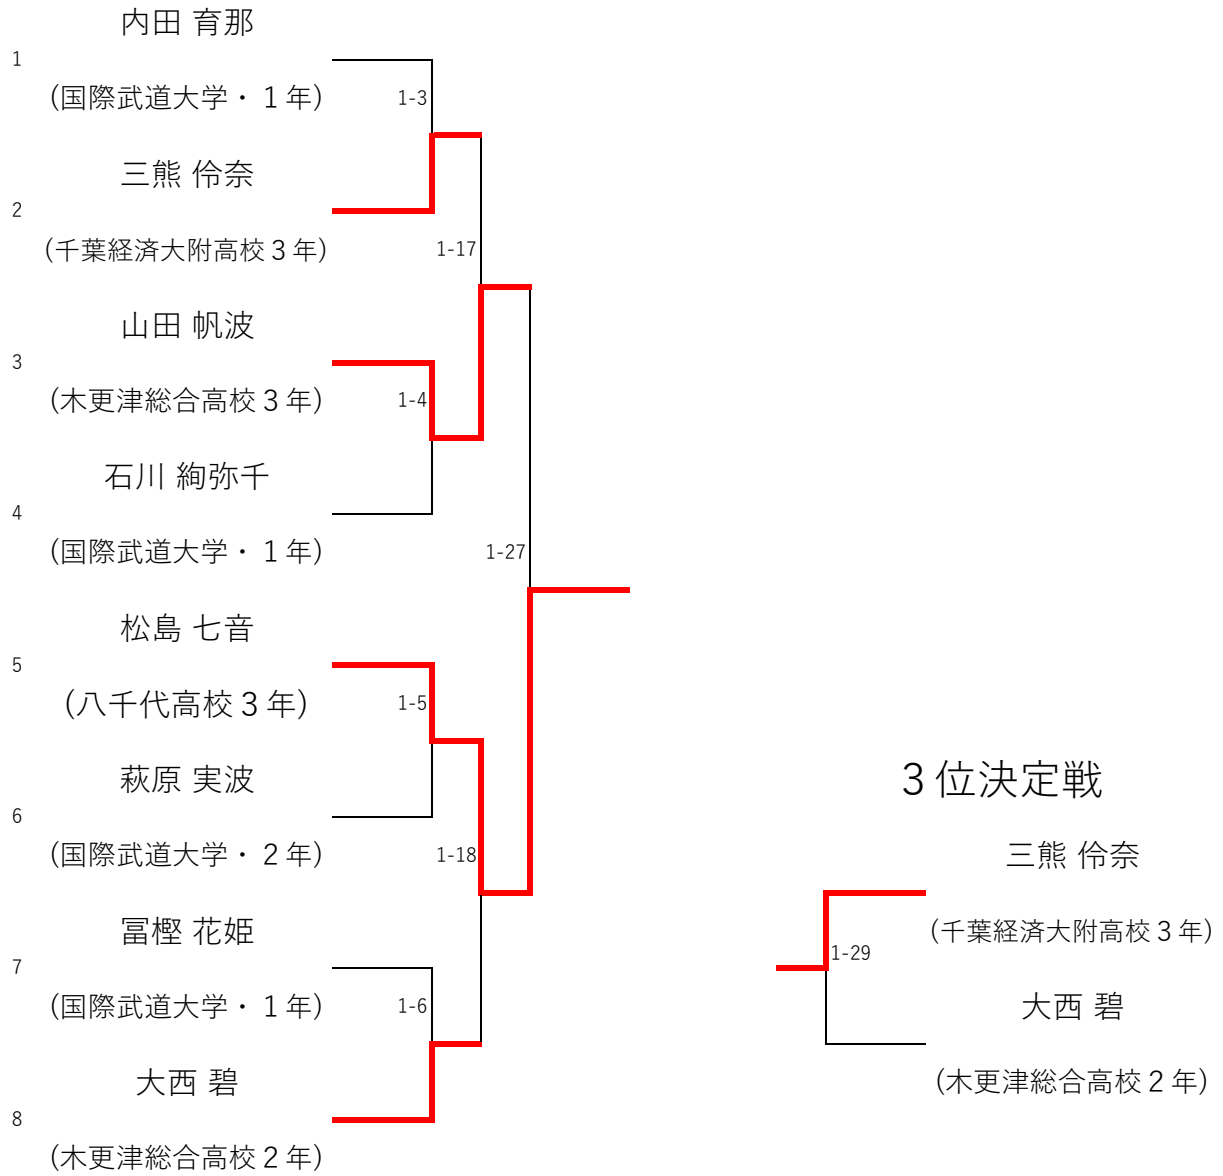 内田 育那
1
(国際武道大学・１年)
1-3
三熊 伶奈
2
(千葉経済大附高校３年)
1-17
山田 帆波
3
(木更津総合高校３年)
1-4
石川 絢弥千
4
(国際武道大学・１年)
1-27
松島 七音
5
(八千代高校３年)
1-5
萩原 実波
6
(国際武道大学・２年)
1-18
冨樫 花姫
7
(国際武道大学・１年)
1-6
大西 碧
8
(木更津総合高校２年)
３位決定戦
三熊 伶奈
(千葉経済大附高校３年)
1-29
大西 碧
(木更津総合高校２年)